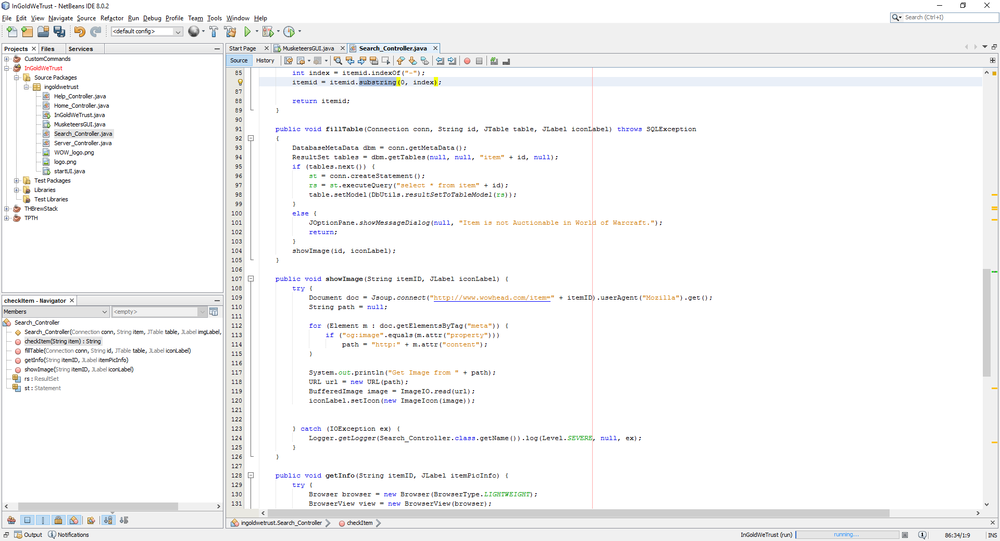 InGoldWeTrust - NetBeans IDE 8.0.2
File Edit View Navigate Source Refactor Run Debug Profile Team Tools Window Help
Search (Ctrl+I)
<default config>
Projects Files Services
CustomCommands
InGoldWeTrust
Source Packages
ingoldwetrust
Help_Controller.java
Home_Controller.java
InGoldWeTrust.java
MusketeersGUI.java
Search_Controller.java
Server_Controller.java
WOW_logo.png
logo.png
startUI.java
Test Packages
Libraries
Test Libraries
THBrewStack
TPTH
checkItem - Navigator
Members <empty>
Search_Controller
Search_Controller(Connection conn, String item, JTable table, JLabel imgLabel,
checkItem(String item) : String
fillTable(Connection conn, String id, JTable table, JLabel iconLabel)
getInfo(String itemID, JLabel itemPicInfo)
showImage(String itemID, JLabel iconLabel)
rs : ResultSet
st : Statement
Start Page MusketeersGUI.java Search_Controller.java
Source History
85 int index = itemid.indexOf("-");
itemid = itemid.substring(0, index);
87
88 return itemid;
89 }
90
91 public void fillTable(Connection conn, String id, JTable table, JLabel iconLabel) throws SQLException
92 {
93 DatabaseMetaData dbm = conn.getMetaData();
94 ResultSet tables = dbm.getTables(null, null, "item" + id, null);
95 if (tables.next()) {
96 st = conn.createStatement();
97 rs = st.executeQuery("select * from item" + id);
98 table.setModel(DbUtils.resultSetToTableModel(rs));
99 }
100 else {
101 JOptionPane.showMessageDialog(null, "Item is not Auctionable in World of Warcraft.");
102 return;
103 }
104 showImage(id, iconLabel);
105 }
106
107 public void showImage(String itemID, JLabel iconLabel) {
108 try {
109 Document doc = Jsoup.connect("http://www.wowhead.com/item=" + itemID).userAgent("Mozilla").get();
110 String path = null;
111
112 for (Element m : doc.getElementsByTag("meta")) {
113 if ("og:image".equals(m.attr("property")))
114 path = "http:" + m.attr("content");
115 }
116
117 System.out.println("Get Image from " + path);
118 URL url = new URL(path);
119 BufferedImage image = ImageIO.read(url);
120 iconLabel.setIcon(new ImageIcon(image));
121
122
123 } catch (IOException ex) {
124 Logger.getLogger(Search_Controller.class.getName()).log(Level.SEVERE, null, ex);
125 }
126 }
127
128 public void getInfo(String itemID, JLabel itemPicInfo) {
129 try {
130 Browser browser = new Browser(BrowserType.LIGHTWEIGHT);
131 BrowserView view = new BrowserView(browser);
ingoldwetrust.Search_Controller checkItem
Output Notifications
InGoldWeTrust (run) running... 1 86:34/1:9 INS